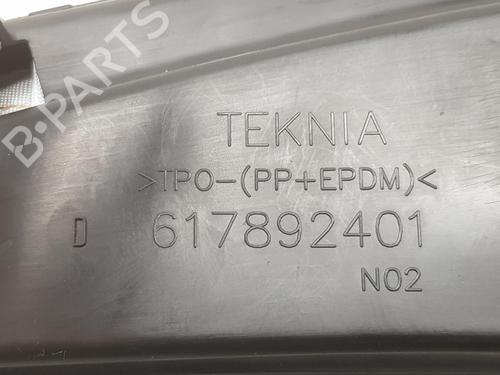 B-PARTS
TEKNIA
>TPO-(PP+EPDM)<
D 617892401
N02